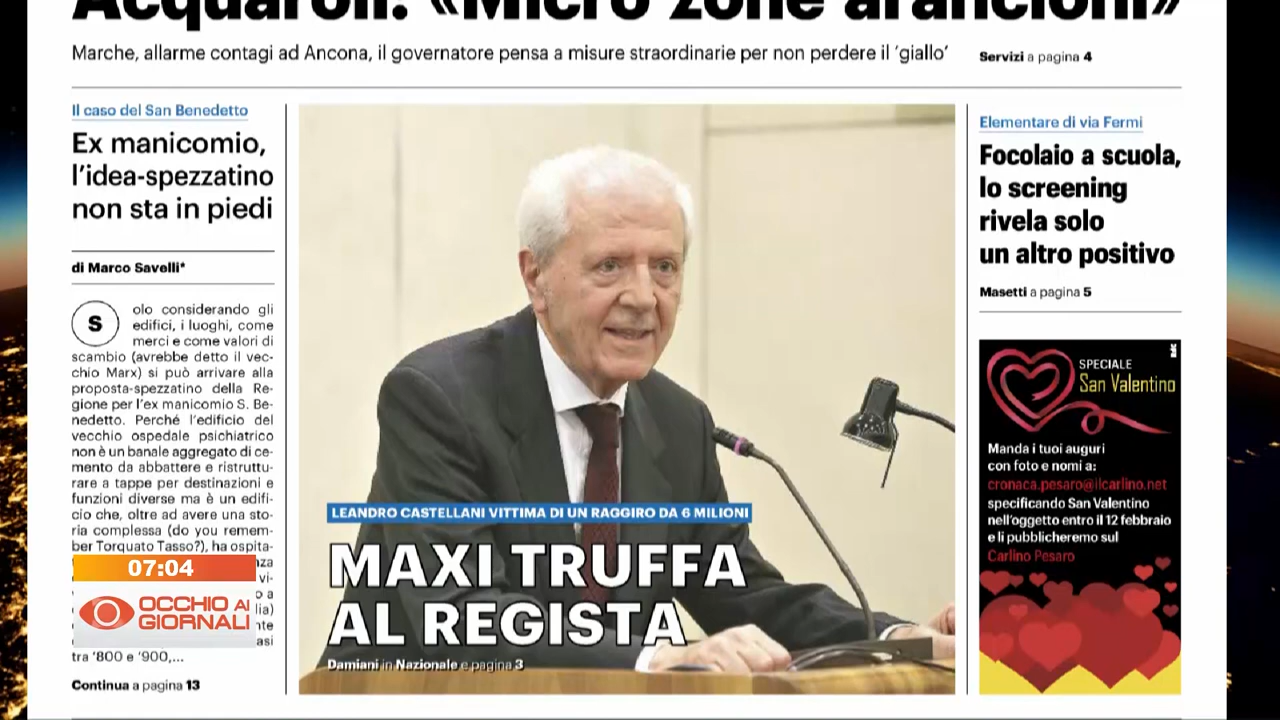 Acquaroli: «Micro zone arancioni»
Marche, allarme contagi ad Ancona, il governatore pensa a misure straordinarie per non perdere il ‘giallo’
Servizi a pagina 4
Il caso del San Benedetto
Ex manicomio,
l’idea-spezzatino
non sta in piedi
di Marco Savelli*
S
olo considerando gli
edifici, i luoghi, come
merci e come valori di
scambio (avrebbe detto il vec-
chio Marx) si può arrivare alla
proposta-spezzatino della Re-
gione per l’ex manicomio S. Be-
nedetto. Perché l’edificio del
vecchio ospedale psichiatrico
non è un banale aggregato di ce-
mento da abbattere e ristruttu-
rare a tappe per destinazioni e
funzioni diverse ma è un edifi-
cio che, oltre ad avere una sto-
ria complessa (do you remem-
ber Torquato Tasso?), ha ospita-
tra ‘800 e ‘900,...
Continua a pagina 13
07:04
OCCHIO AI
GIORNALI
LEANDRO CASTELLANI VITTIMA DI UN RAGGIRO DA 6 MILIONI
MAXI TRUFFA
AL REGISTA
Damiani in Nazionale e pagina 3
Elementare di via Fermi
Focolaio a scuola,
lo screening
rivela solo
un altro positivo
Masetti a pagina 5
SPECIALE
San Valentino
Manda i tuoi auguri
con foto e nomi a:
cronaca.pesaro@ilcarlino.net
specificando San Valentino
nell’oggetto entro il 12 febbraio
e li pubblicheremo sul
Carlino Pesaro